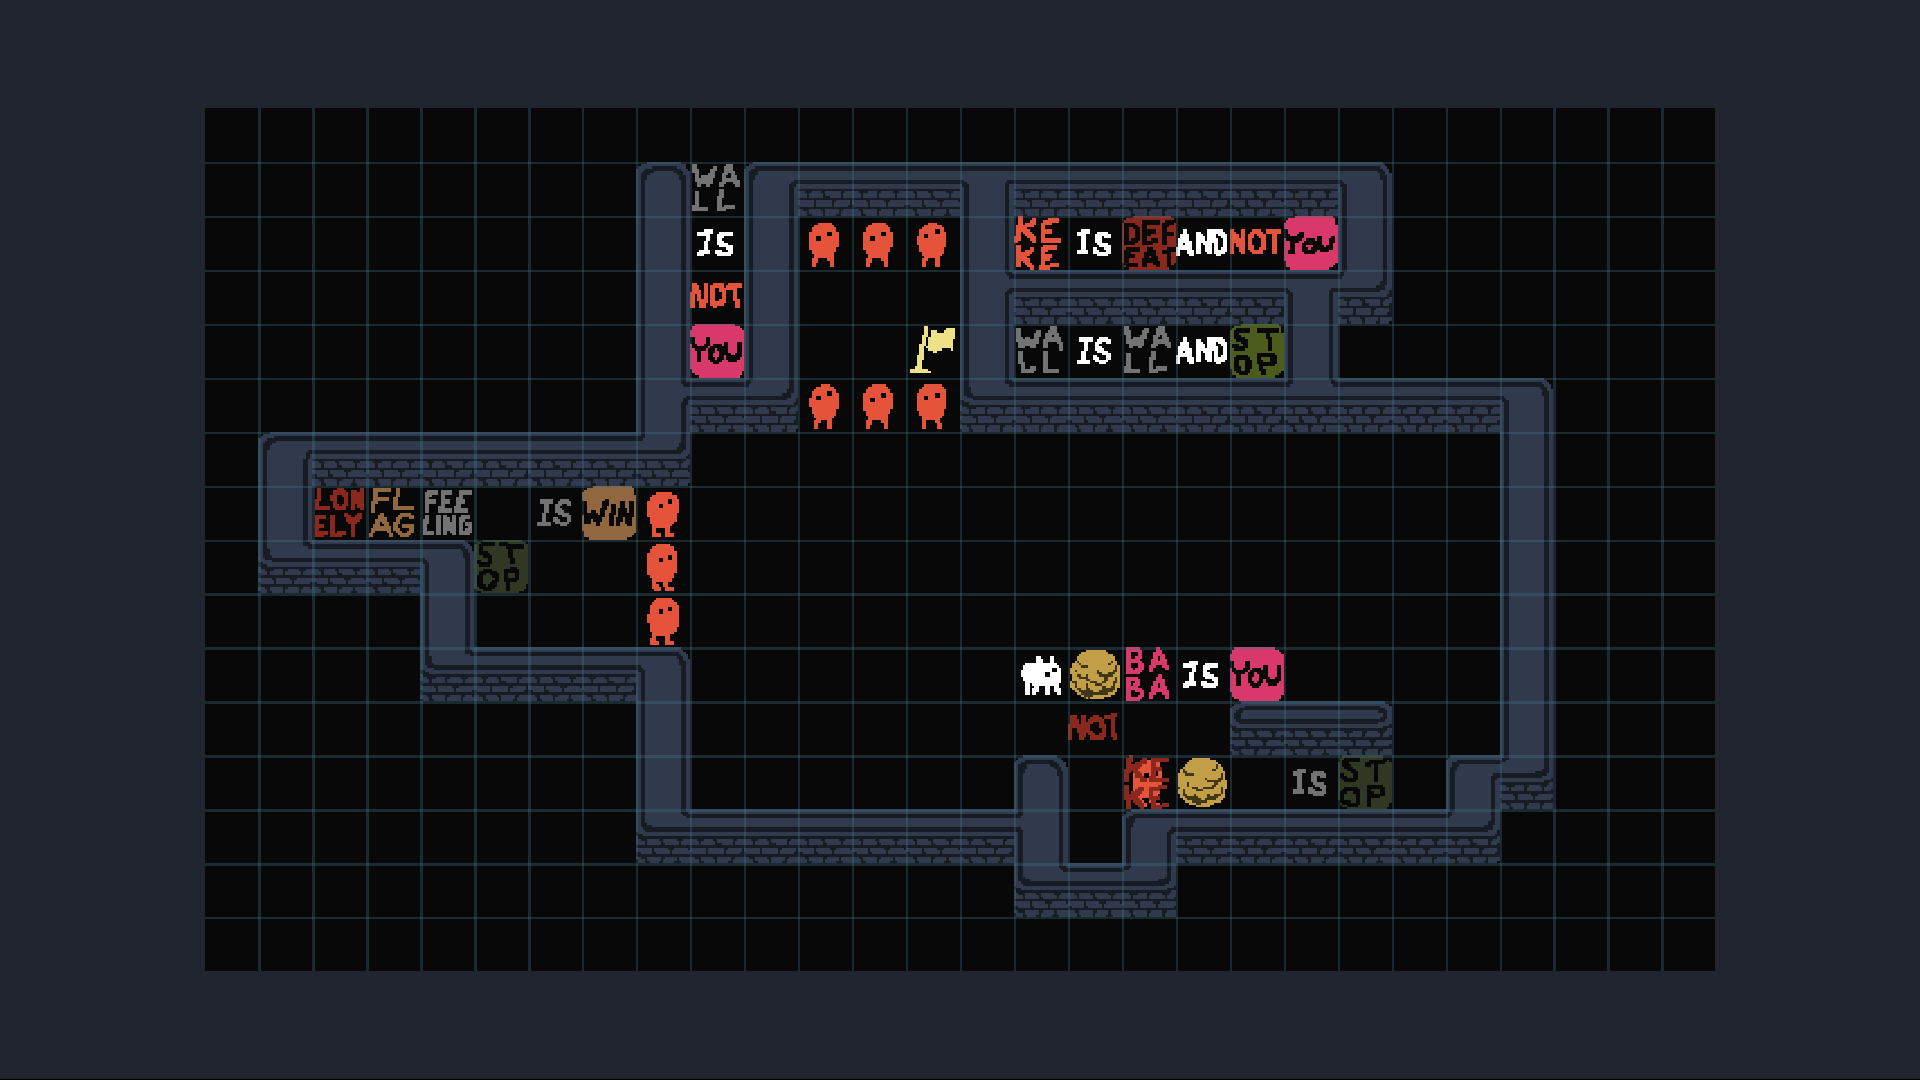 WALL
IS
KEKE IS DEFEAT AND NOT YOU
NOT
YOU
WALL IS WALL AND STOP
LONELY FLAG FEELING IS WIN
STOP
BABA IS YOU
NOT
KEKE IS STOP